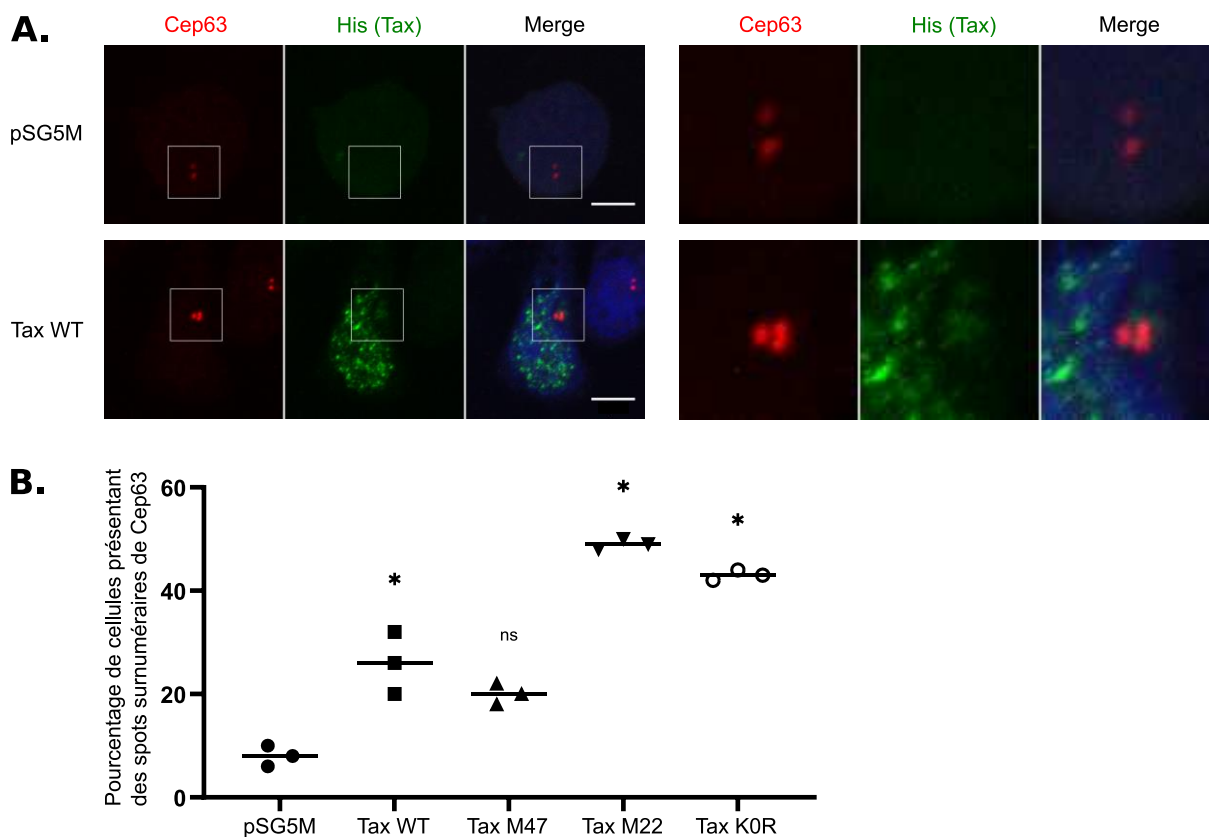 A.
Cep63 His (Tax) Merge Cep63 His (Tax) Merge
pSG5M
Tax WT
B.
Pourcentage de cellules présentant
des spots surnuméraires de Cep63
60
40
20
0
*
ns
*
*
pSG5M Tax WT Tax M47 Tax M22 Tax K0R